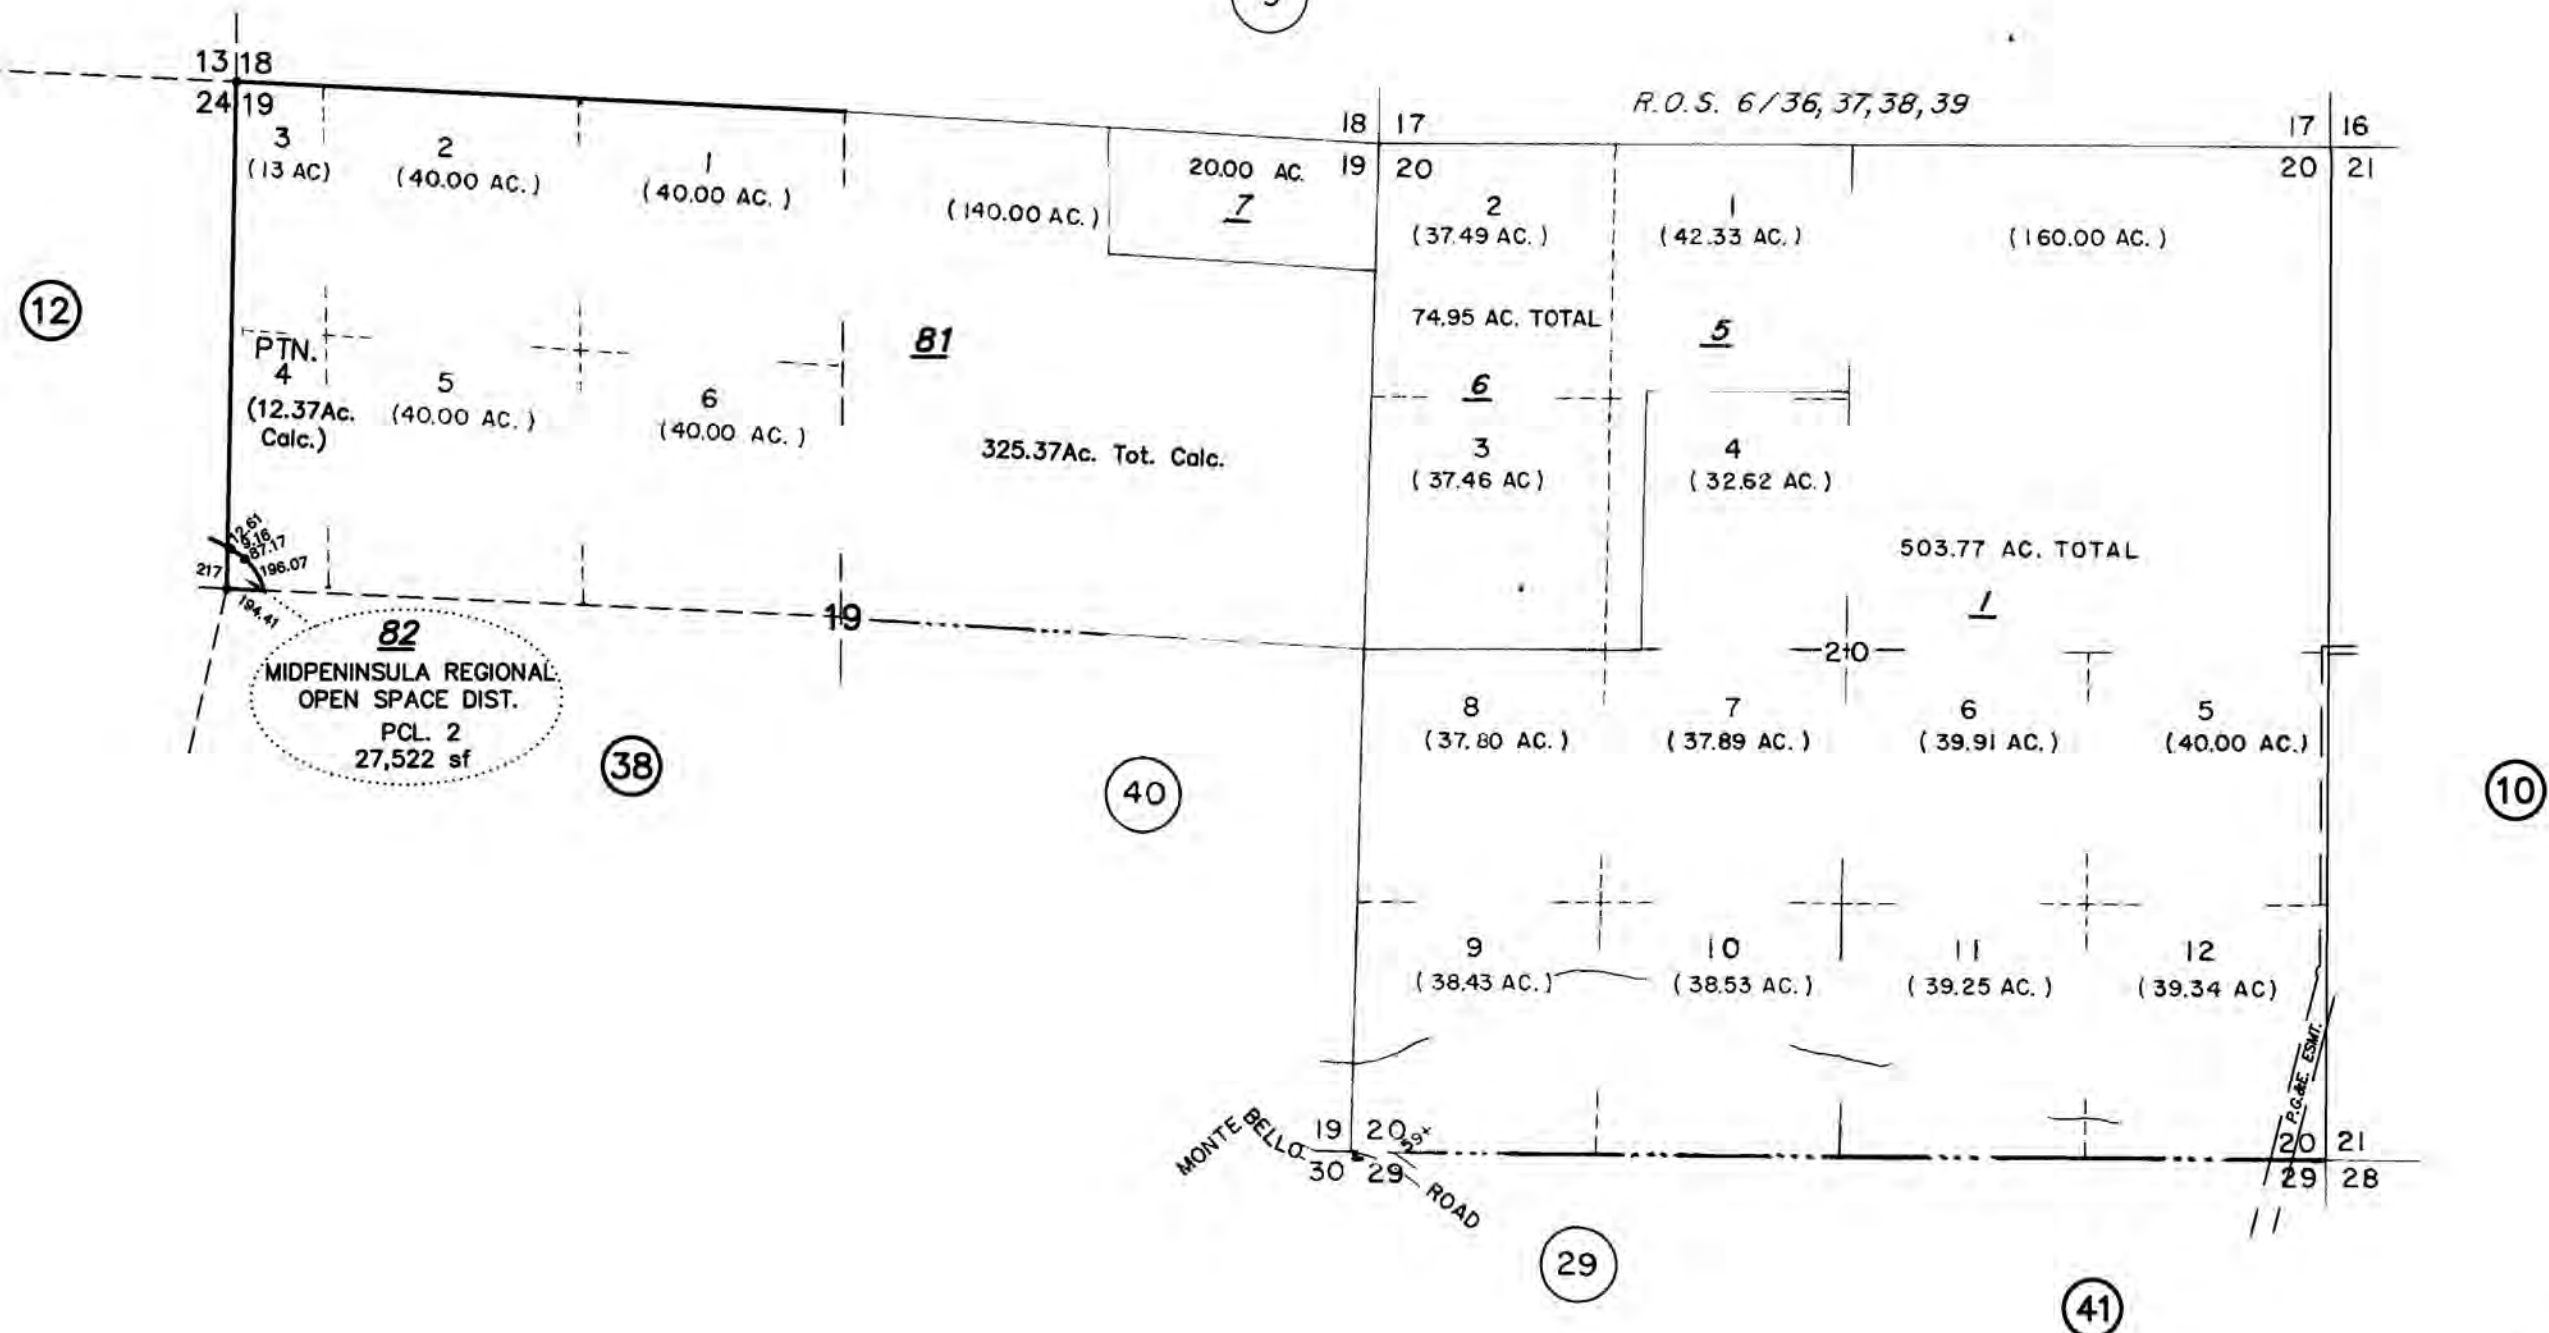 13 18
24 19
R.O.S. 6/36, 37, 38, 39
18 17
19 20
17 16
20 21
3
(13 AC)
2
(40.00 AC.)
1
(40.00 AC.)
(140.00 AC.)
20.00 AC.
7
2
(37.49 AC.)
1
(42.33 AC.)
(160.00 AC.)
12
PTN.
4
(12.37Ac.
Calc.)
5
(40.00 AC.)
6
(40.00 AC.)
81
325.37Ac. Tot. Calc.
74.95 AC. TOTAL
5
6
3
(37.46 AC)
4
(32.62 AC.)
503.77 AC. TOTAL
1
12.61
9.16
87.17
196.07
217
194.41
19
20
82
MIDPENINSULA REGIONAL
OPEN SPACE DIST.
PCL. 2
27,522 sf
38
40
8
(37.80 AC.)
7
(37.89 AC.)
6
(39.91 AC.)
5
(40.00 AC.)
10
9
(38.43 AC.)
10
(38.53 AC.)
11
(39.25 AC.)
12
(39.34 AC)
P.G.&E. ESMT.
MONTE BELLO ROAD
19 20
30 29
20 21
29 28
29
41